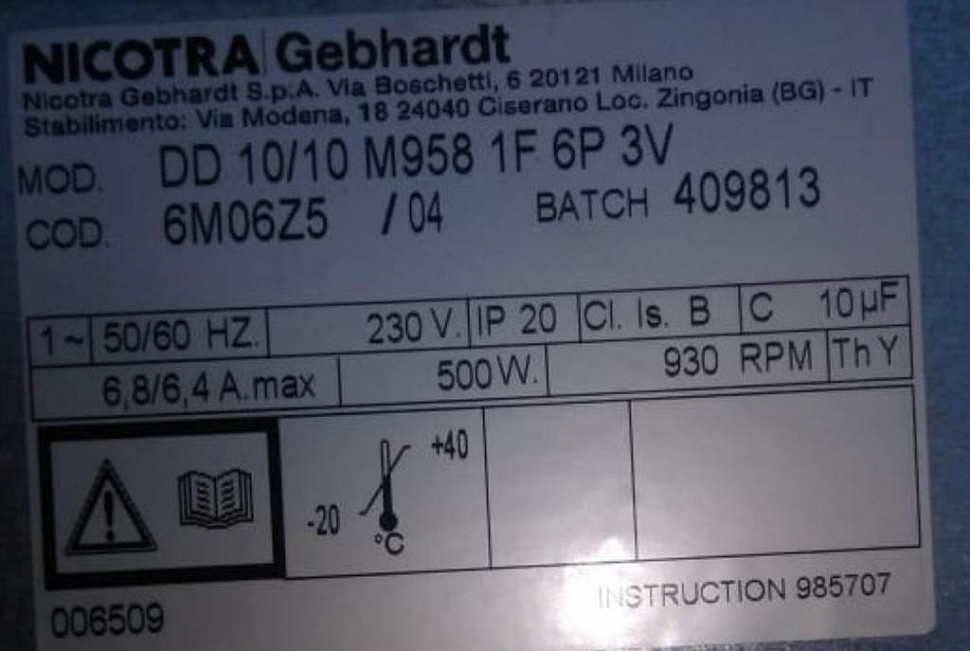 NICOTRA Gebhardt
Nicotra Gebhardt S.p.A. Via Boschetti, 6 20121 Milano
Stabilimento: Via Modena, 18 24040 Ciserano Loc. Zingonia (BG) - IT
MOD. DD 10/10 M958 1F 6P 3V
COD. 6M06Z5 / 04 BATCH 409813
1~ 50/60 HZ. 230 V. IP 20 Cl. Is. B C 10µF
6,8/6,4 A.max 500W. 930 RPM Th Y
+40
-20
°C
006509 INSTRUCTION 985707